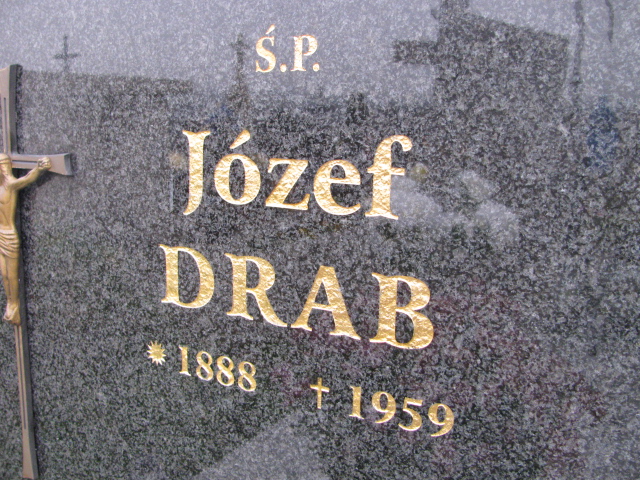 Ś.P.
Józef
DRAB
* 1888 † 1959